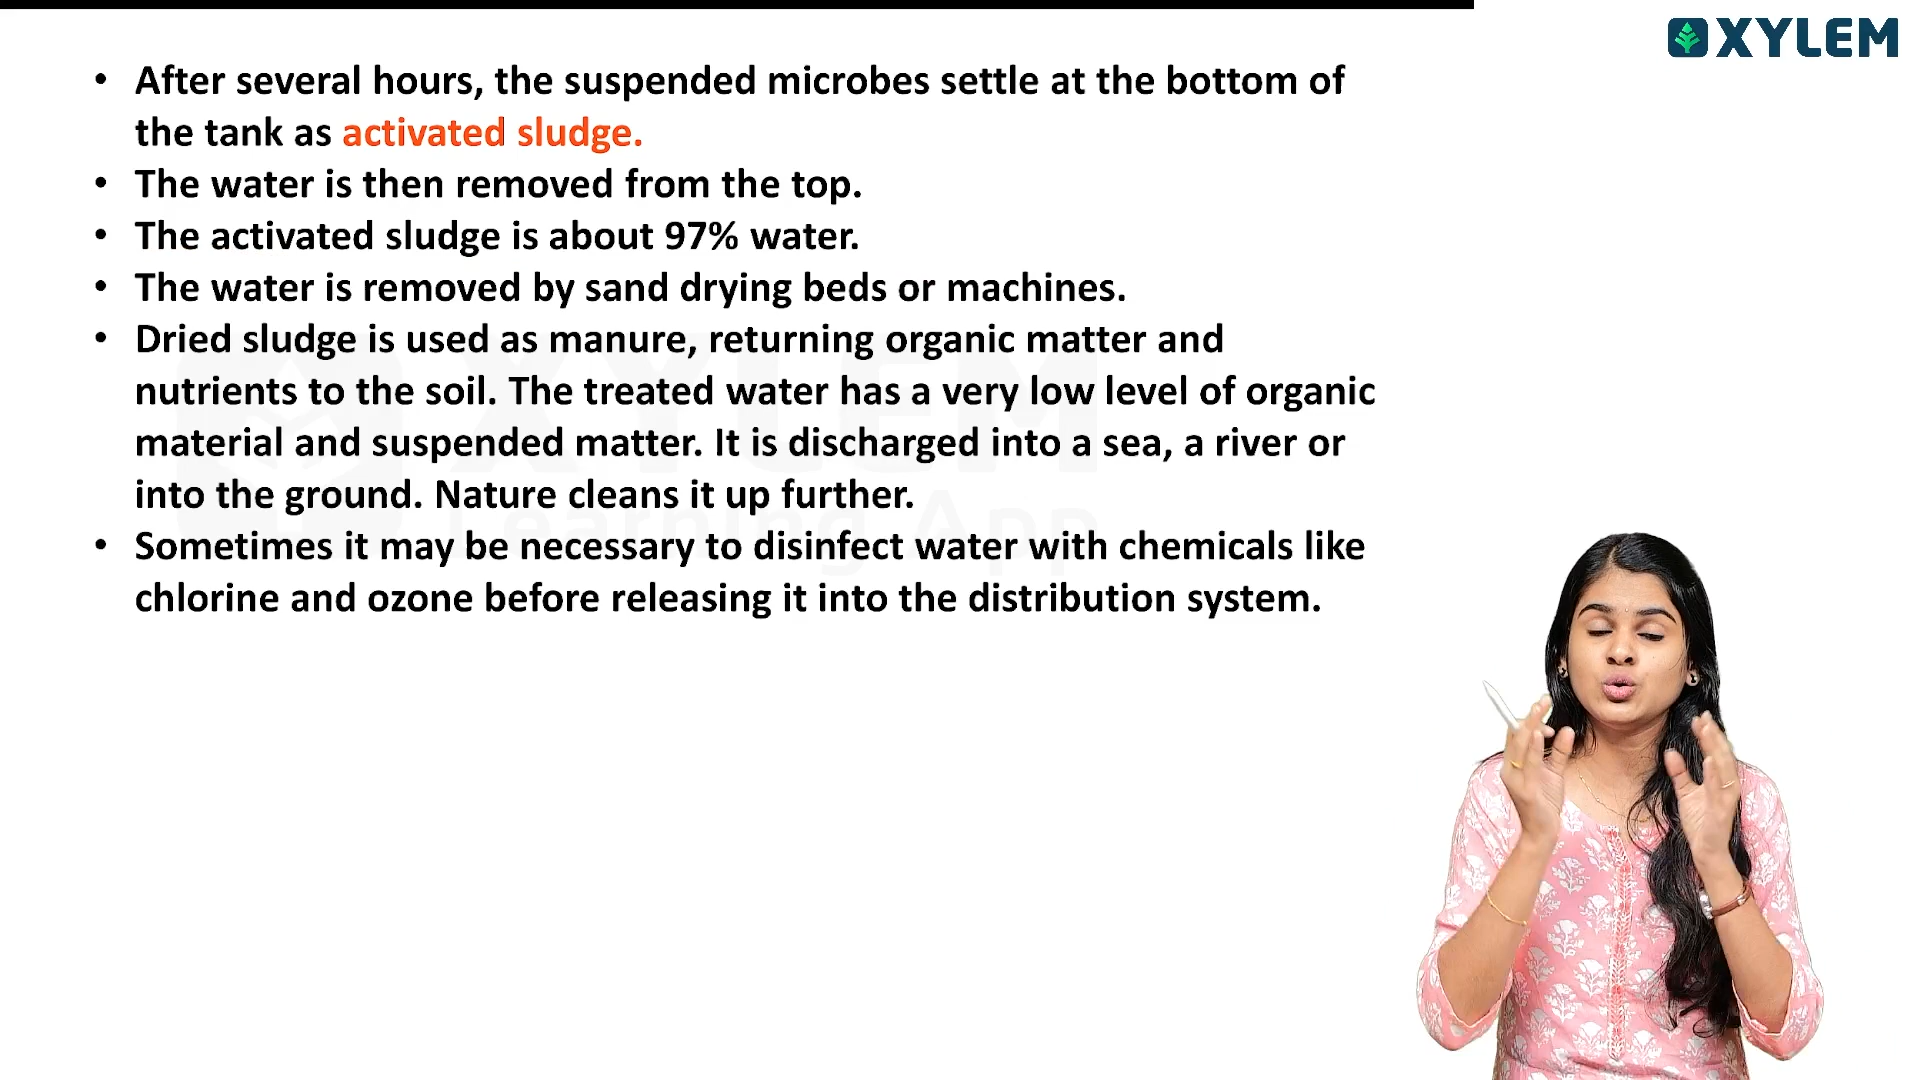 XYLEM
• After several hours, the suspended microbes settle at the bottom of
the tank as activated sludge.
• The water is then removed from the top.
• The activated sludge is about 97% water.
• The water is removed by sand drying beds or machines.
• Dried sludge is used as manure, returning organic matter and
nutrients to the soil. The treated water has a very low level of organic
material and suspended matter. It is discharged into a sea, a river or
into the ground. Nature cleans it up further.
• Sometimes it may be necessary to disinfect water with chemicals like
chlorine and ozone before releasing it into the distribution system.
XYLEM
Learning App